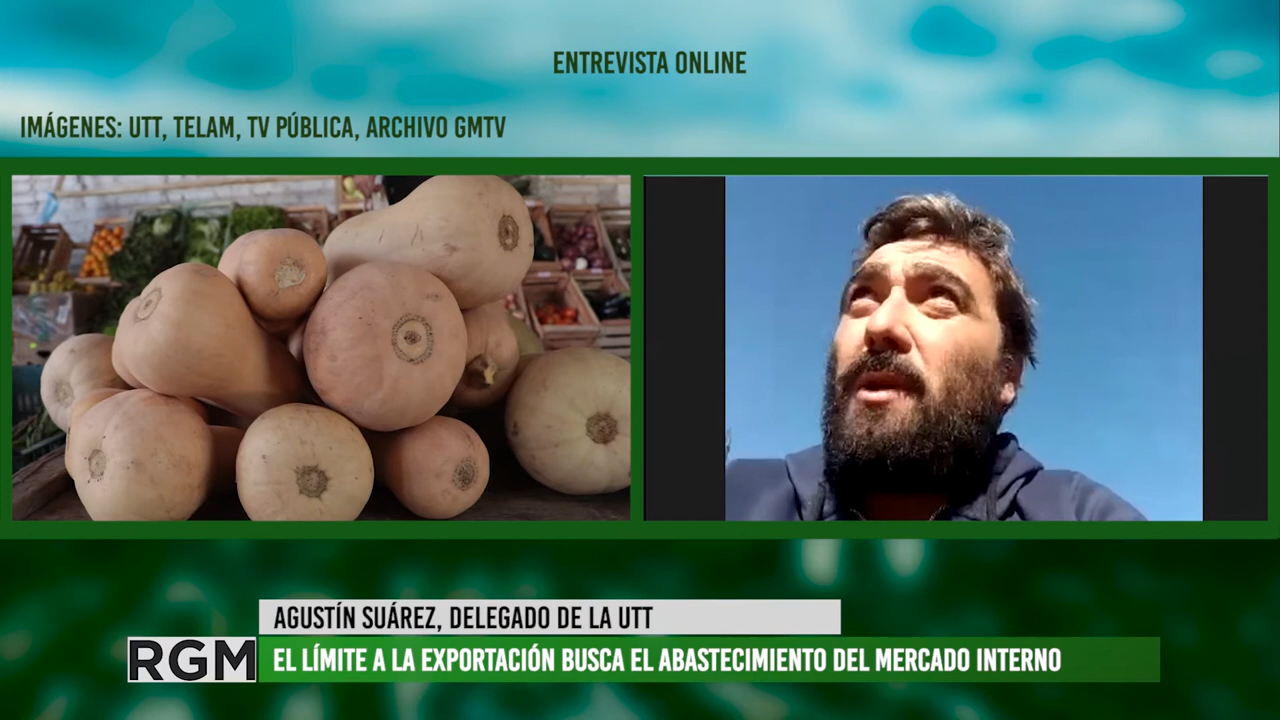 ENTREVISTA ONLINE
IMÁGENES: UTT, TELAM, TV PÚBLICA, ARCHIVO GMTV
AGUSTÍN SUÁREZ, DELEGADO DE LA UTT
RGM
EL LÍMITE A LA EXPORTACIÓN BUSCA EL ABASTECIMIENTO DEL MERCADO INTERNO